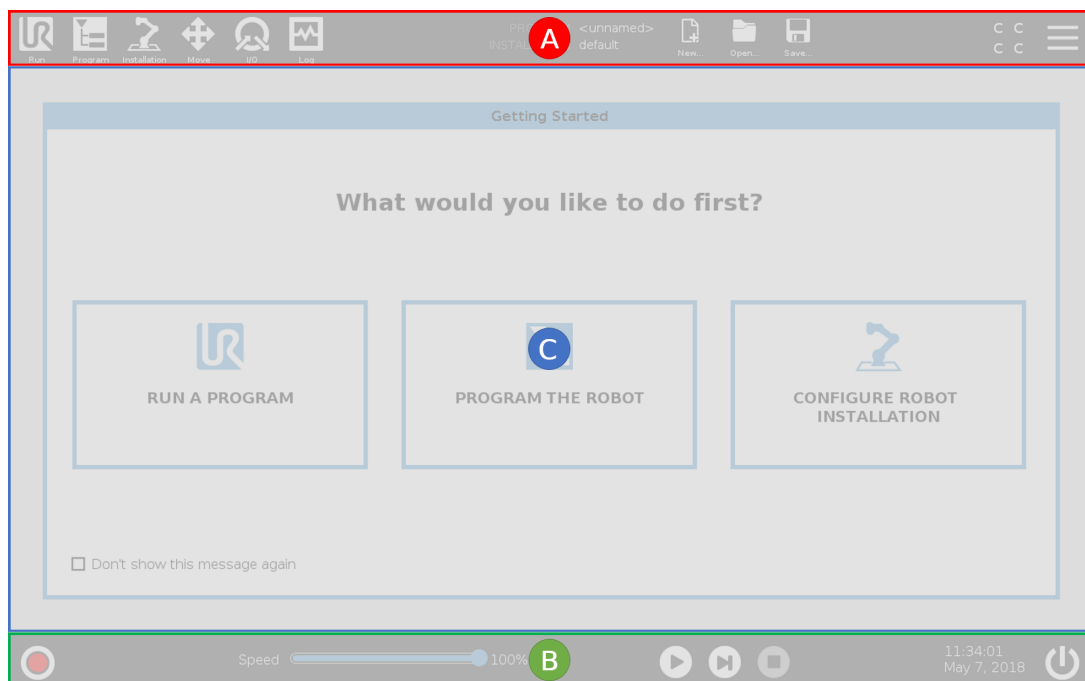 PR <unnamed>
INSTAL default
A
C C
C C
Run Program Installation Move I/O Log New... Open... Save...
Getting Started
What would you like to do first?
C
RUN A PROGRAM
PROGRAM THE ROBOT
CONFIGURE ROBOT
INSTALLATION
Don't show this message again
Speed 100%
B
11:34:01
May 7, 2018